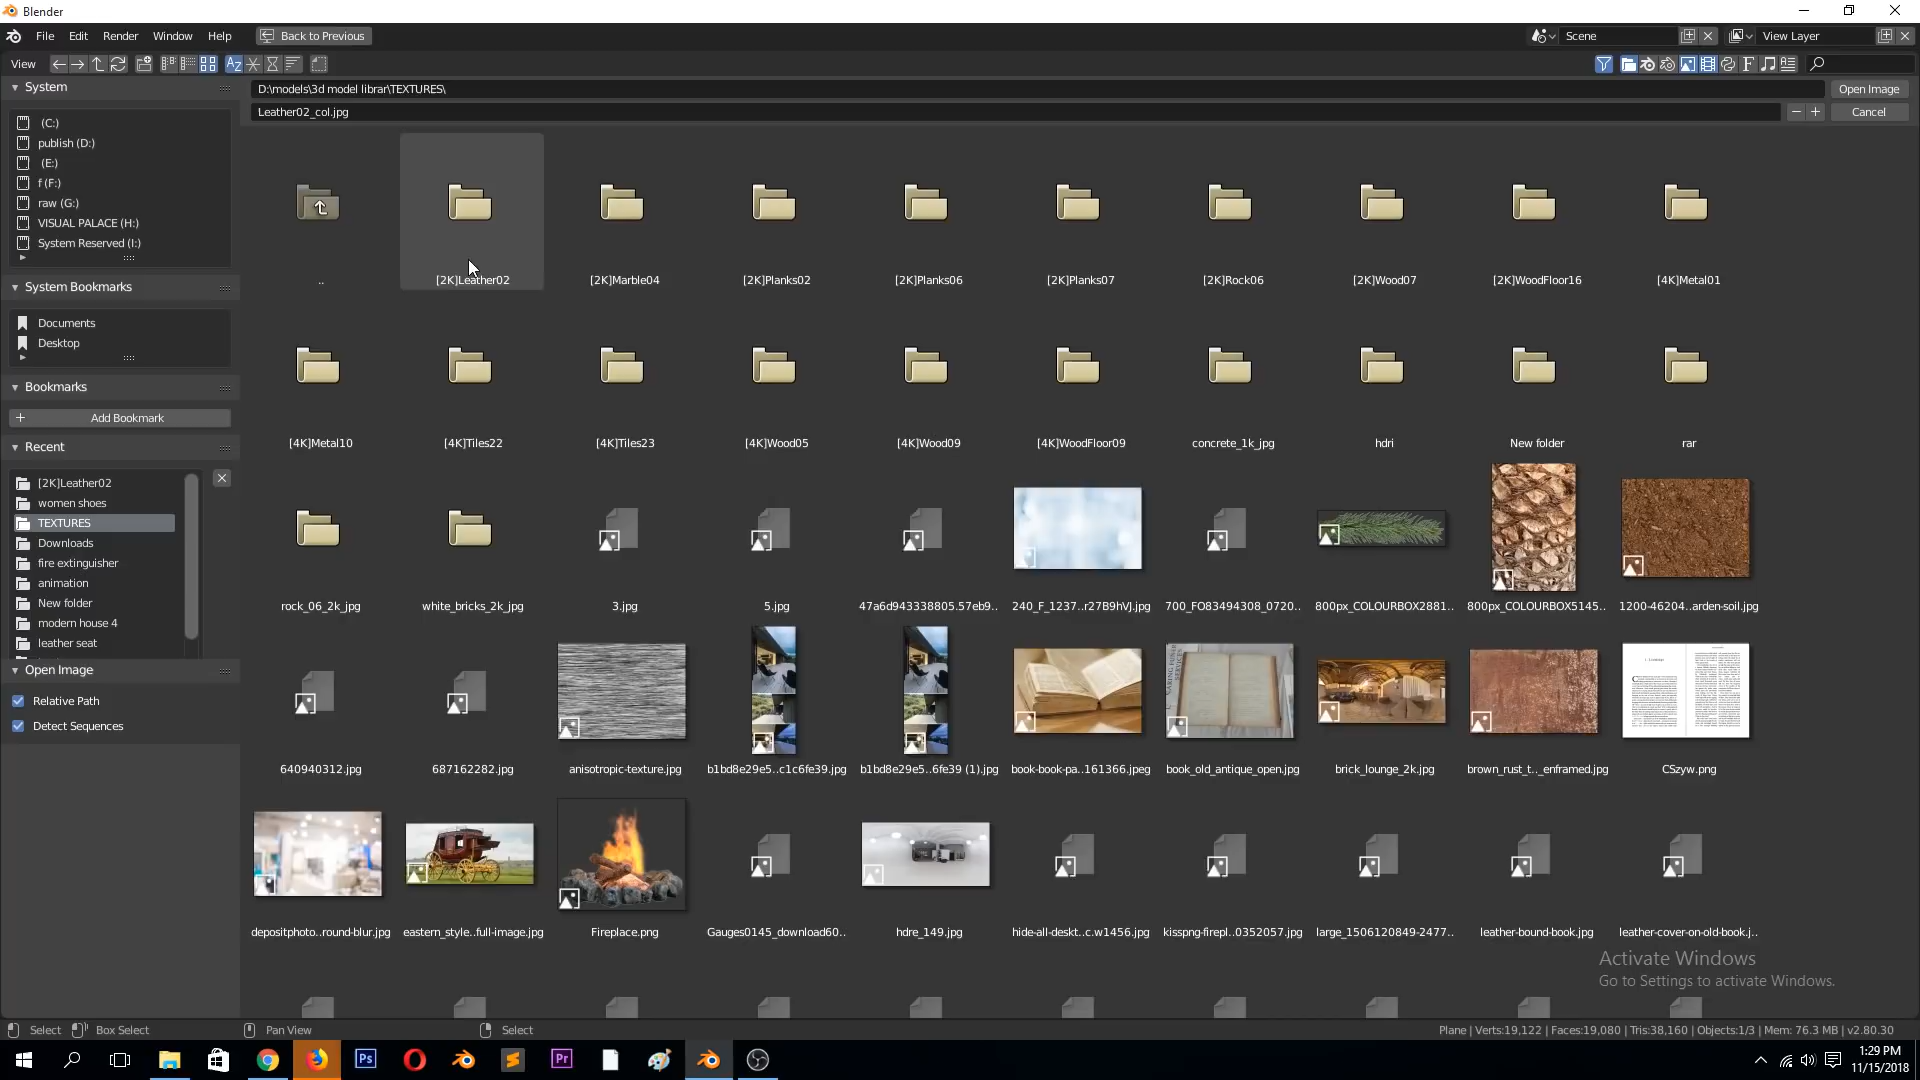 Blender
File Edit Render Window Help Back to Previous Scene View Layer
View
System
(C:)
publish (D:)
(E:)
f (F:)
raw (G:)
VISUAL PALACE (H:)
System Reserved (I:)
System Bookmarks
Documents
Desktop
Bookmarks
Add Bookmark
Recent
[2K]Leather02
women shoes
TEXTURES
Downloads
fire extinguisher
animation
New folder
modern house 4
leather seat
Open Image
Relative Path
Detect Sequences
D:\models\3d model librar\TEXTURES\
Open Image
Leather02_col.jpg
Cancel
.. [2K]Leather02 [2K]Marble04 [2K]Planks02 [2K]Planks06 [2K]Planks07 [2K]Rock06 [2K]Wood07 [2K]WoodFloor16 [4K]Metal01
[4K]Metal10 [4K]Tiles22 [4K]Tiles23 [4K]Wood05 [4K]Wood09 [4K]WoodFloor09 concrete_1k_jpg hdri New folder rar
rock_06_2k_jpg white_bricks_2k_jpg 3.jpg 5.jpg 47a6d943338805.57eb9.. 240_F_1237..r27B9hVJ.jpg 700_FO83494308_0720.. 800px_COLOURBOX2881.. 800px_COLOURBOX5145.. 1200-46204..arden-soil.jpg
640940312.jpg 687162282.jpg anisotropic-texture.jpg b1bd8e29e5..c1c6fe39.jpg b1bd8e29e5..6fe39 (1).jpg book-book-pa..161366.jpeg book_old_antique_open.jpg brick_lounge_2k.jpg brown_rust_t.._enframed.jpg CSzyw.png
depositphoto..round-blur.jpg eastern_style..full-image.jpg Fireplace.png Gauges0145_download60.. hdre_149.jpg hide-all-deskt..c.w1456.jpg kisspng-firepl..0352057.jpg large_1506120849-2477.. leather-bound-book.jpg leather-cover-on-old-book.j..
Activate Windows
Go to Settings to activate Windows.
Select Box Select Pan View Select Plane | Verts:19,122 | Faces:19,080 | Tris:38,160 | Objects:1/3 | Mem: 76.3 MB | v2.80.30
1:29 PM
11/15/2018